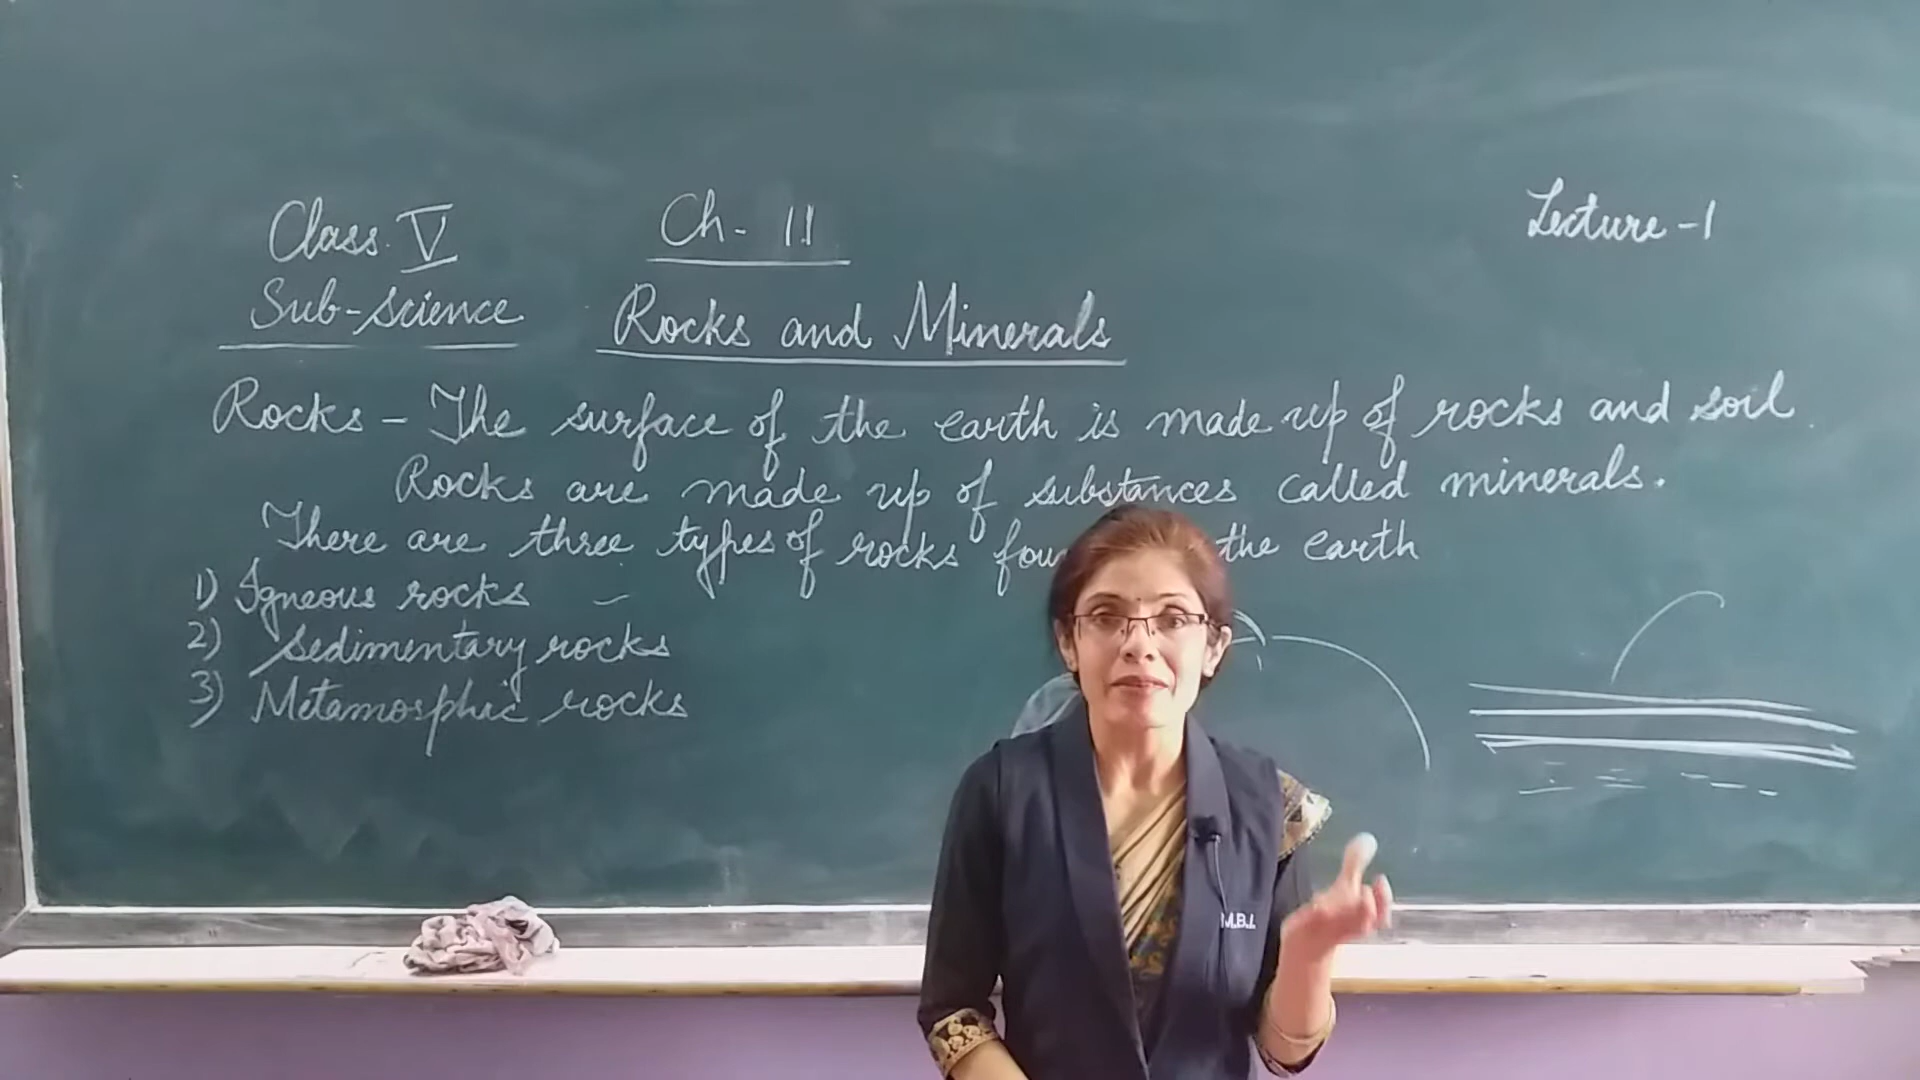 Class V Ch- 11 Lecture-1
Sub-science Rocks and Minerals
Rocks - The surface of the earth is made up of rocks and soil.
Rocks are made up of substances called minerals.
There are three types of rocks the earth
1) Igneous rocks
2) Sedimentary rocks
3) Metamorphic rocks
M.B.I.